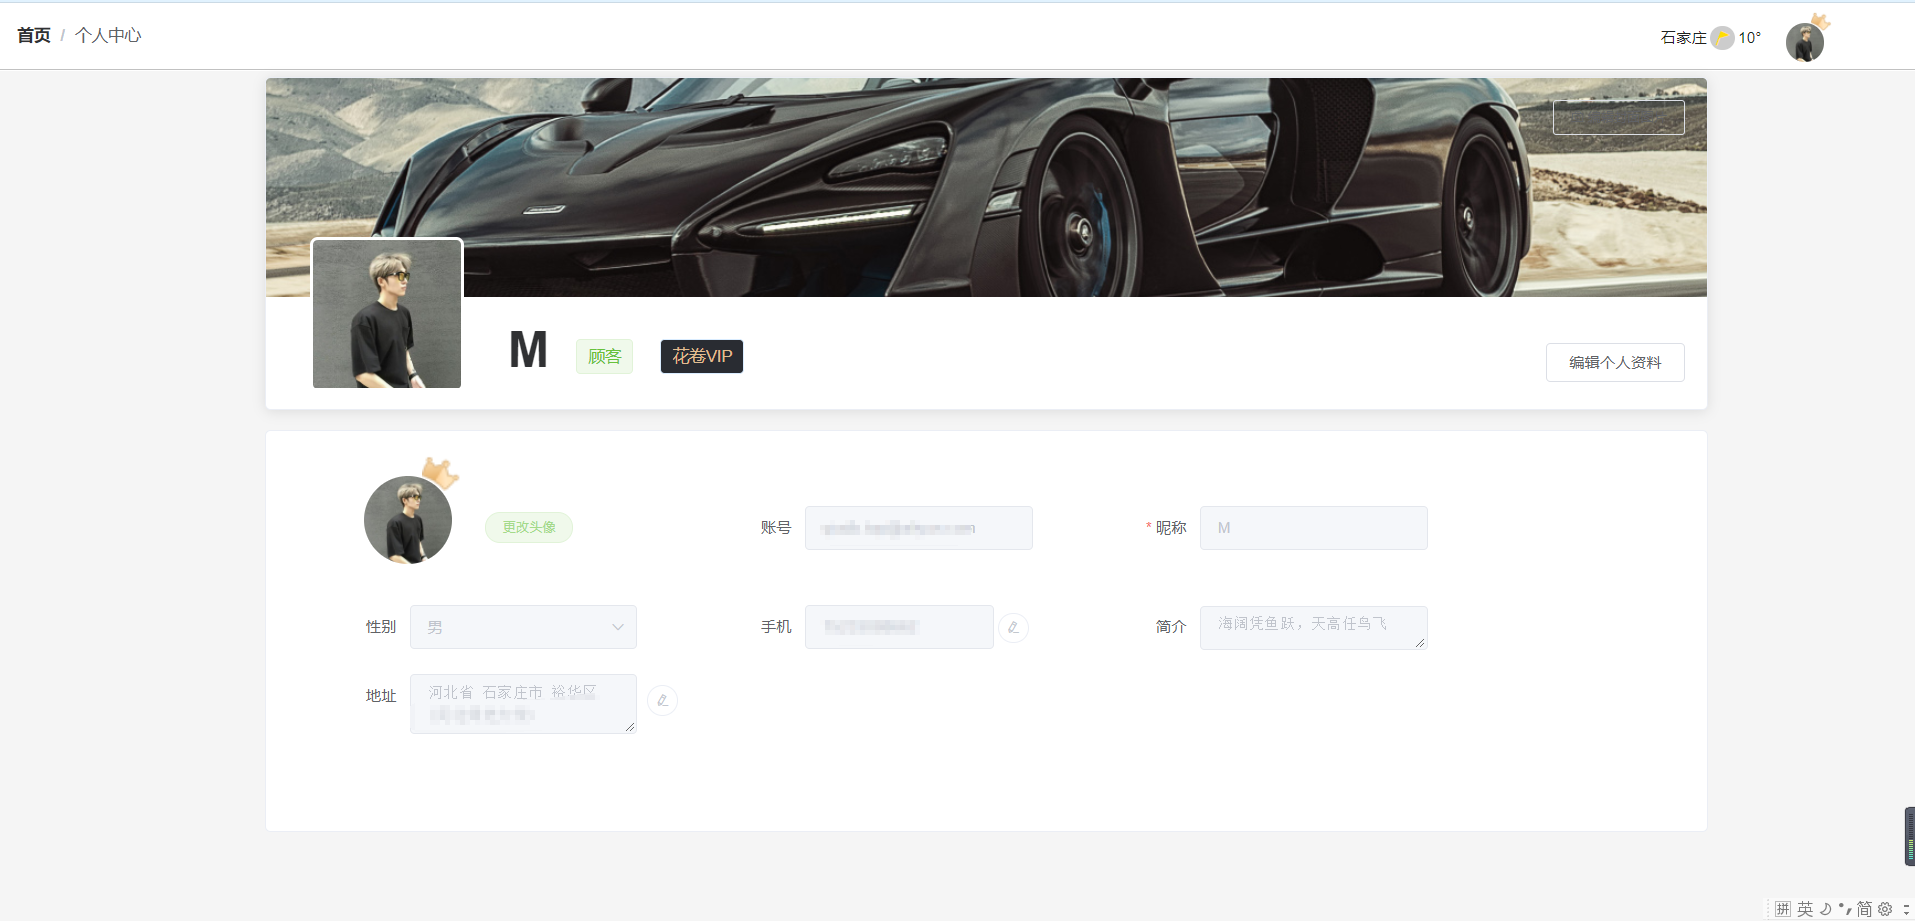 首页 / 个人中心
石家庄 10°
M 顾客 花卷VIP
编辑个人资料
更改头像
账号
* 昵称 M
性别 男
手机
简介 海阔凭鱼跃，天高任鸟飞
地址 河北省 石家庄市 裕华区
拼 英 简